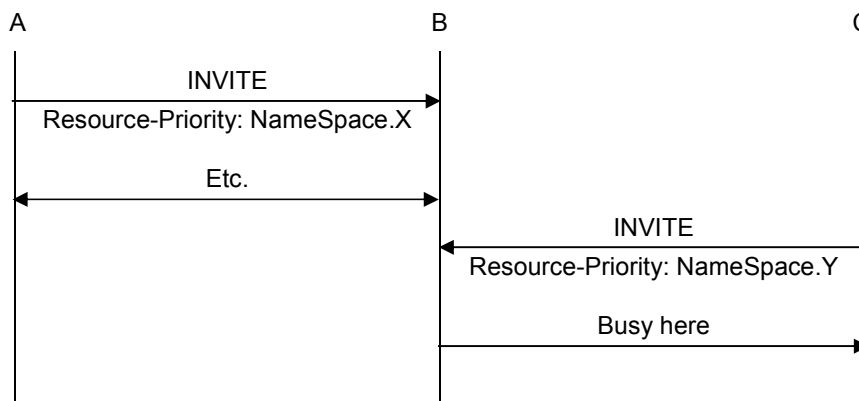 A
B
INVITE
Resource-Priority: NameSpace.X
Etc.
INVITE
Resource-Priority: NameSpace.Y
Busy here